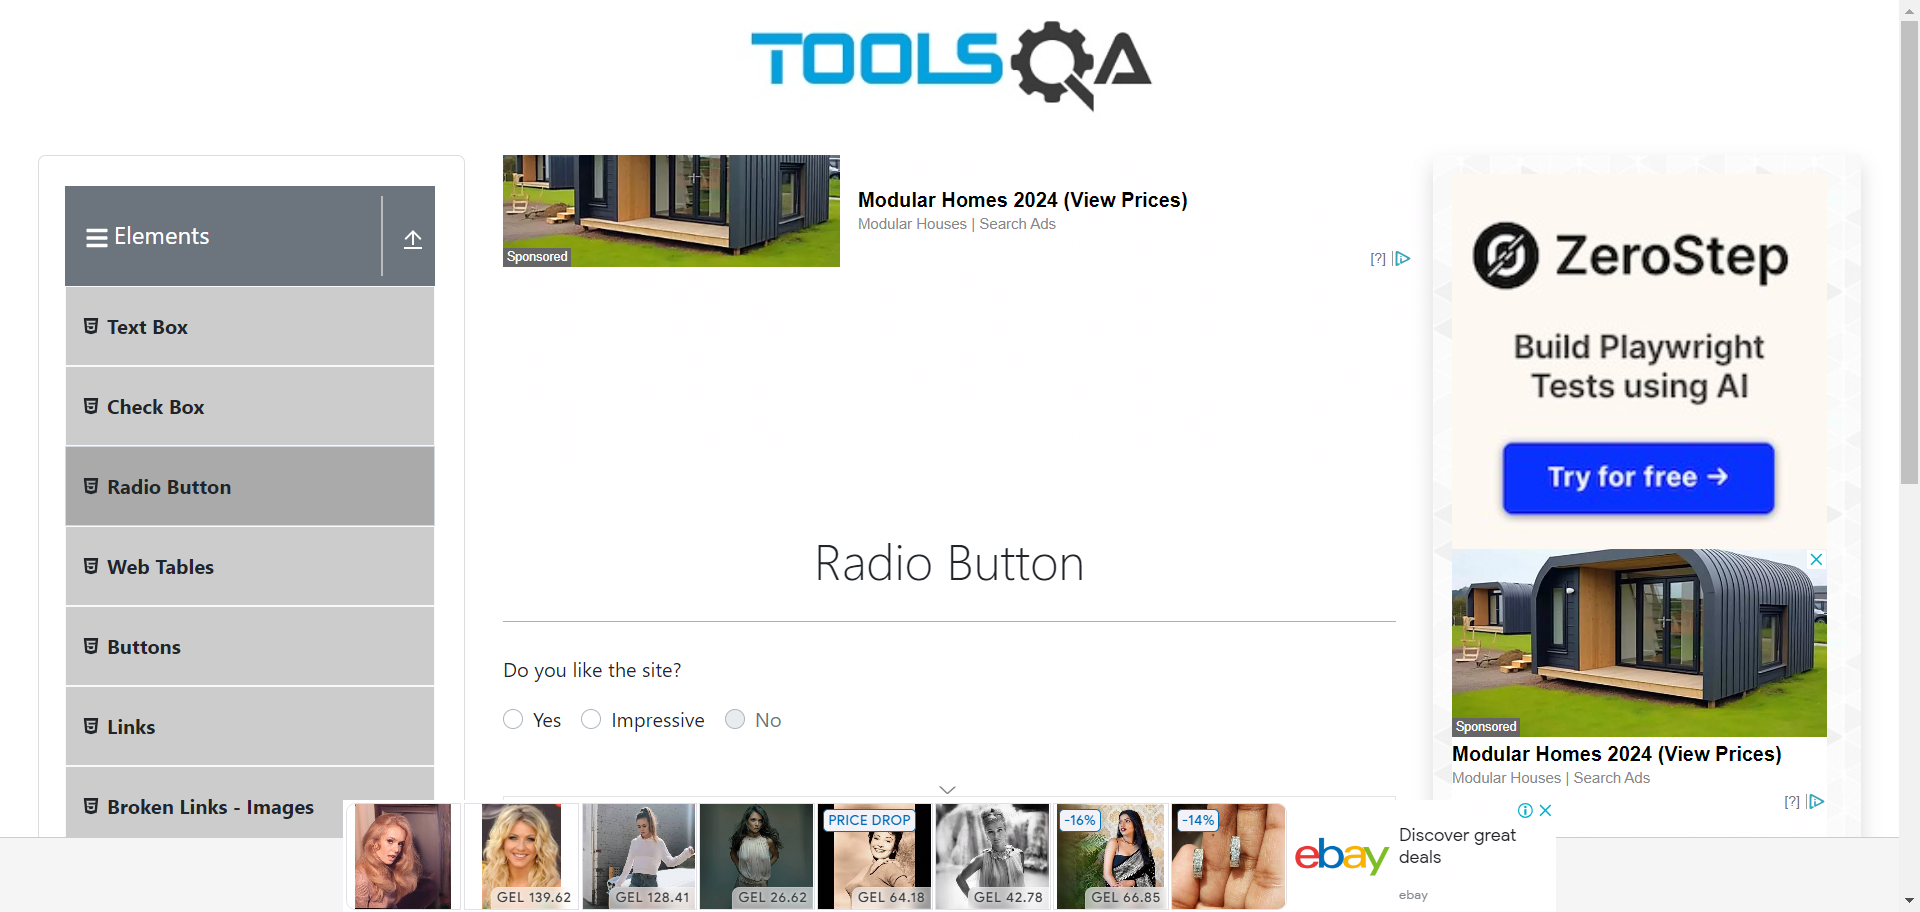 TOOLSQA
Elements
Text Box
Check Box
Radio Button
Web Tables
Buttons
Links
Broken Links - Images
Sponsored
Modular Homes 2024 (View Prices)
Modular Houses | Search Ads
[?]
Radio Button
Do you like the site?
Yes
Impressive
No
ZeroStep
Build Playwright
Tests using AI
Try for free →
Sponsored
Modular Homes 2024 (View Prices)
Modular Houses | Search Ads
[?]
GEL 139.62
GEL 128.41
GEL 26.62
PRICE DROP
GEL 64.18
GEL 42.78
-16%
GEL 66.85
-14%
ebay
Discover great
deals
ebay